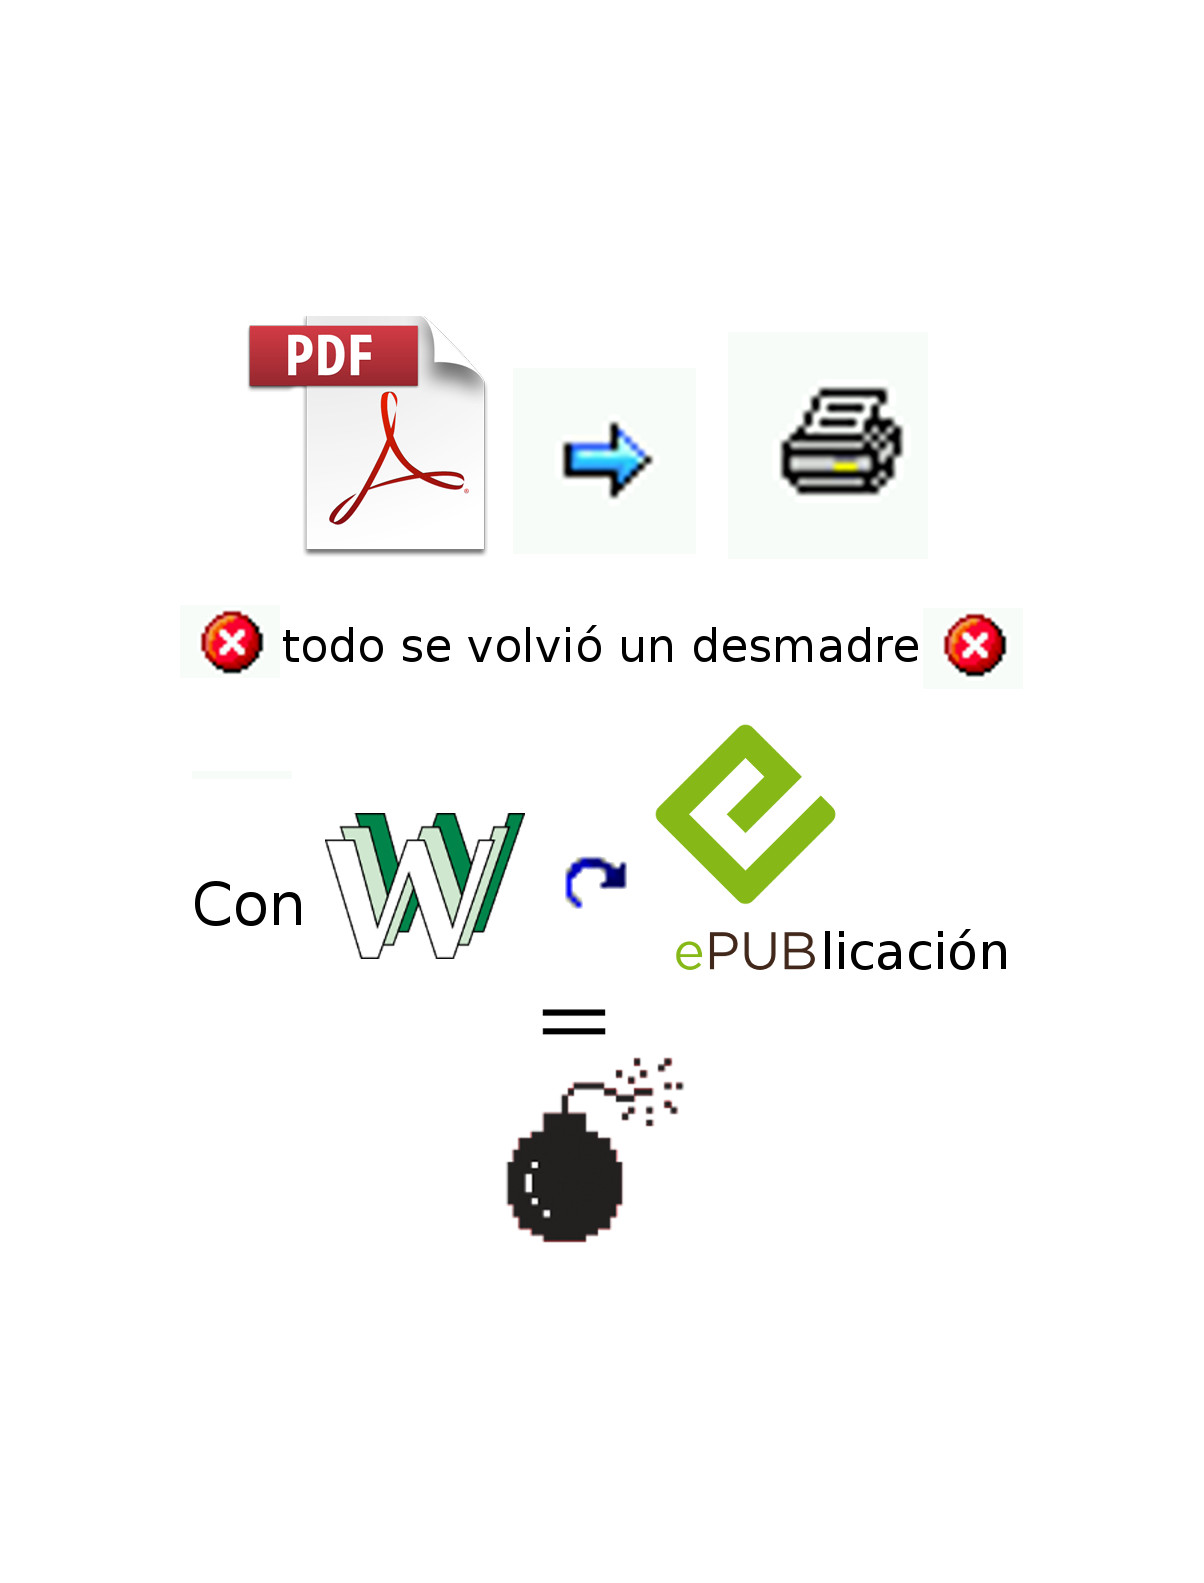 PDF
todo se volvió un desmadre
Con W
ePUBlicación
=